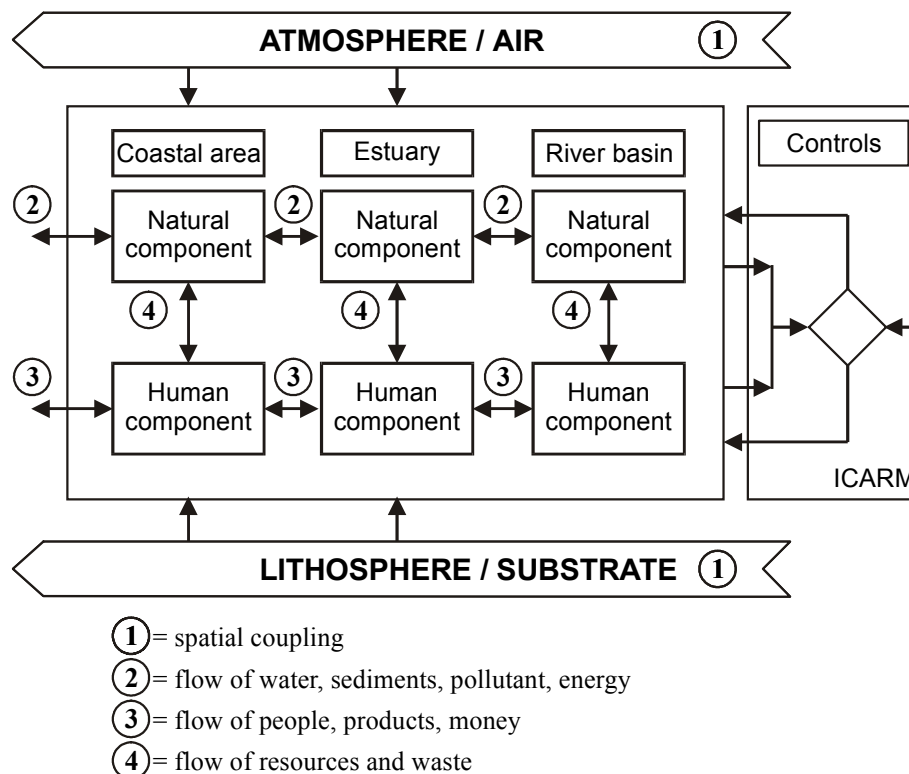 ATMOSPHERE / AIR 1
Coastal area Estuary River basin Controls
2 Natural component 2 Natural component 2 Natural component
4 4 4
3 Human component 3 Human component 3 Human component
ICARM
LITHOSPHERE / SUBSTRATE 1
1 = spatial coupling
2 = flow of water, sediments, pollutant, energy
3 = flow of people, products, money
4 = flow of resources and waste